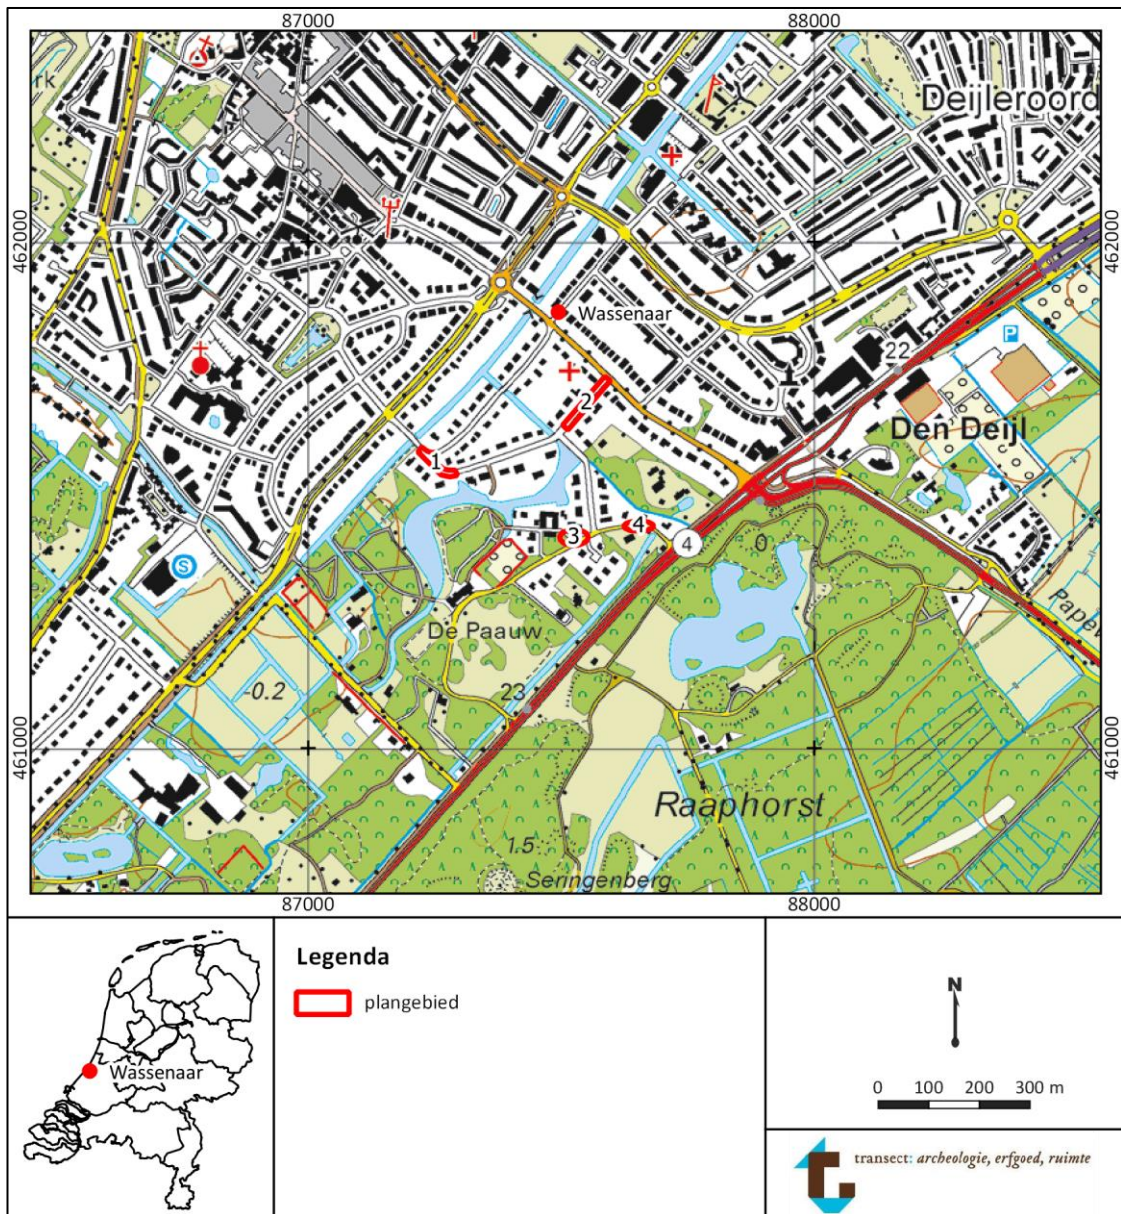 87000
88000
rk
Deijleroord
462000
462000
Wassenaar
22
P
2
Den Deijl
1
3
4
4
0
S
De Paauw
Papew
-0.2
23
461000
461000
Raaphorst
1.5
Seringenberg
87000
88000
Legenda
plangebied
Wassenaar
N
0 100 200 300 m
transect: archeologie, erfgoed, ruimte